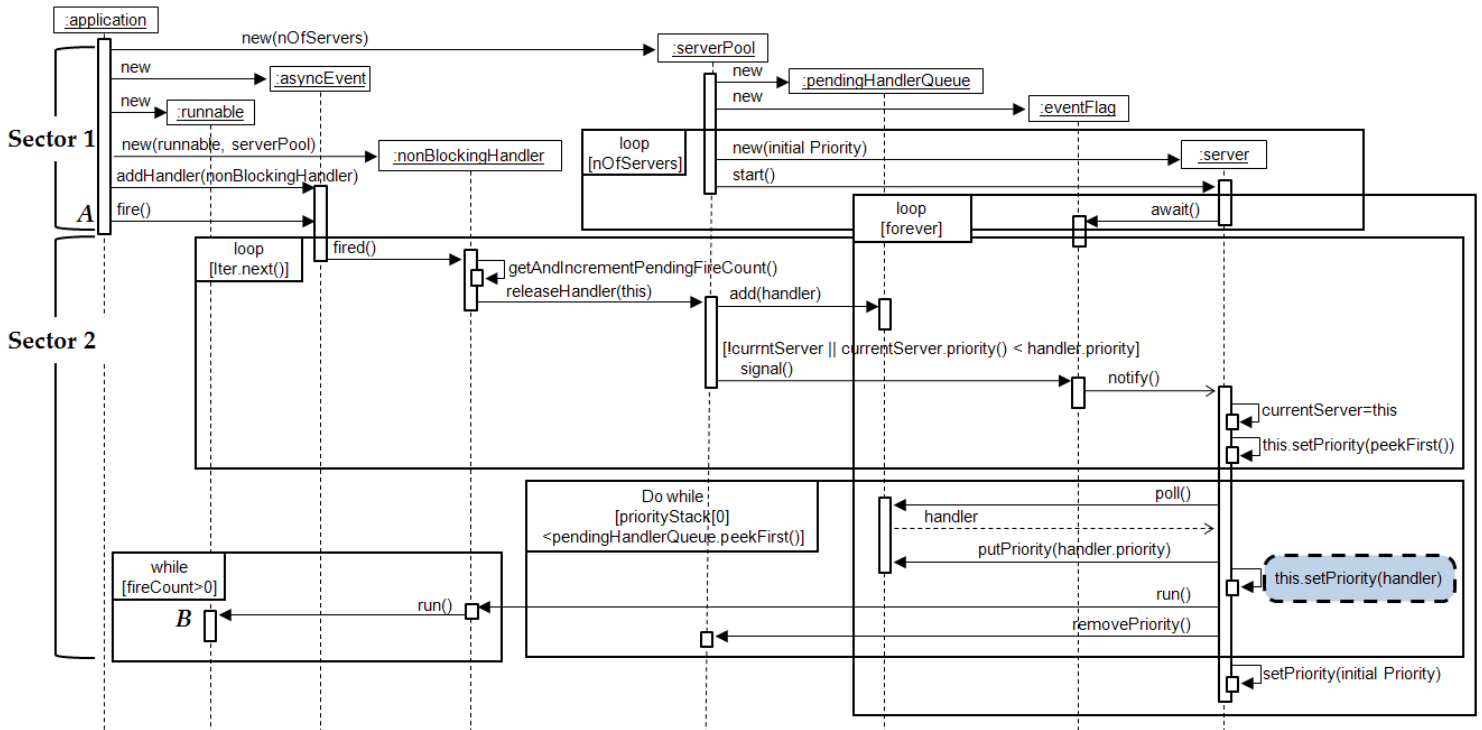 :application
new(nOfServers)
:serverPool
new
:asyncEvent
new
:pendingHandlerQueue
new
:runnable
new
:eventFlag
Sector 1
new(runnable, serverPool)
:nonBlockingHandler
loop
[nOfServers]
new(initial Priority)
:server
addHandler(nonBlockingHandler)
start()
A
fire()
loop
[forever]
await()
loop
[Iter.next()]
fired()
getAndIncrementPendingFireCount()
releaseHandler(this)
add(handler)
Sector 2
[!currntServer || currentServer.priority() < handler.priority]
signal()
notify()
currentServer=this
this.setPriority(peekFirst())
Do while
[priorityStack[0]
<pendingHandlerQueue.peekFirst()]
poll()
handler
putPriority(handler.priority)
while
[fireCount>0]
this.setPriority(handler)
B
run()
run()
removePriority()
setPriority(initial Priority)